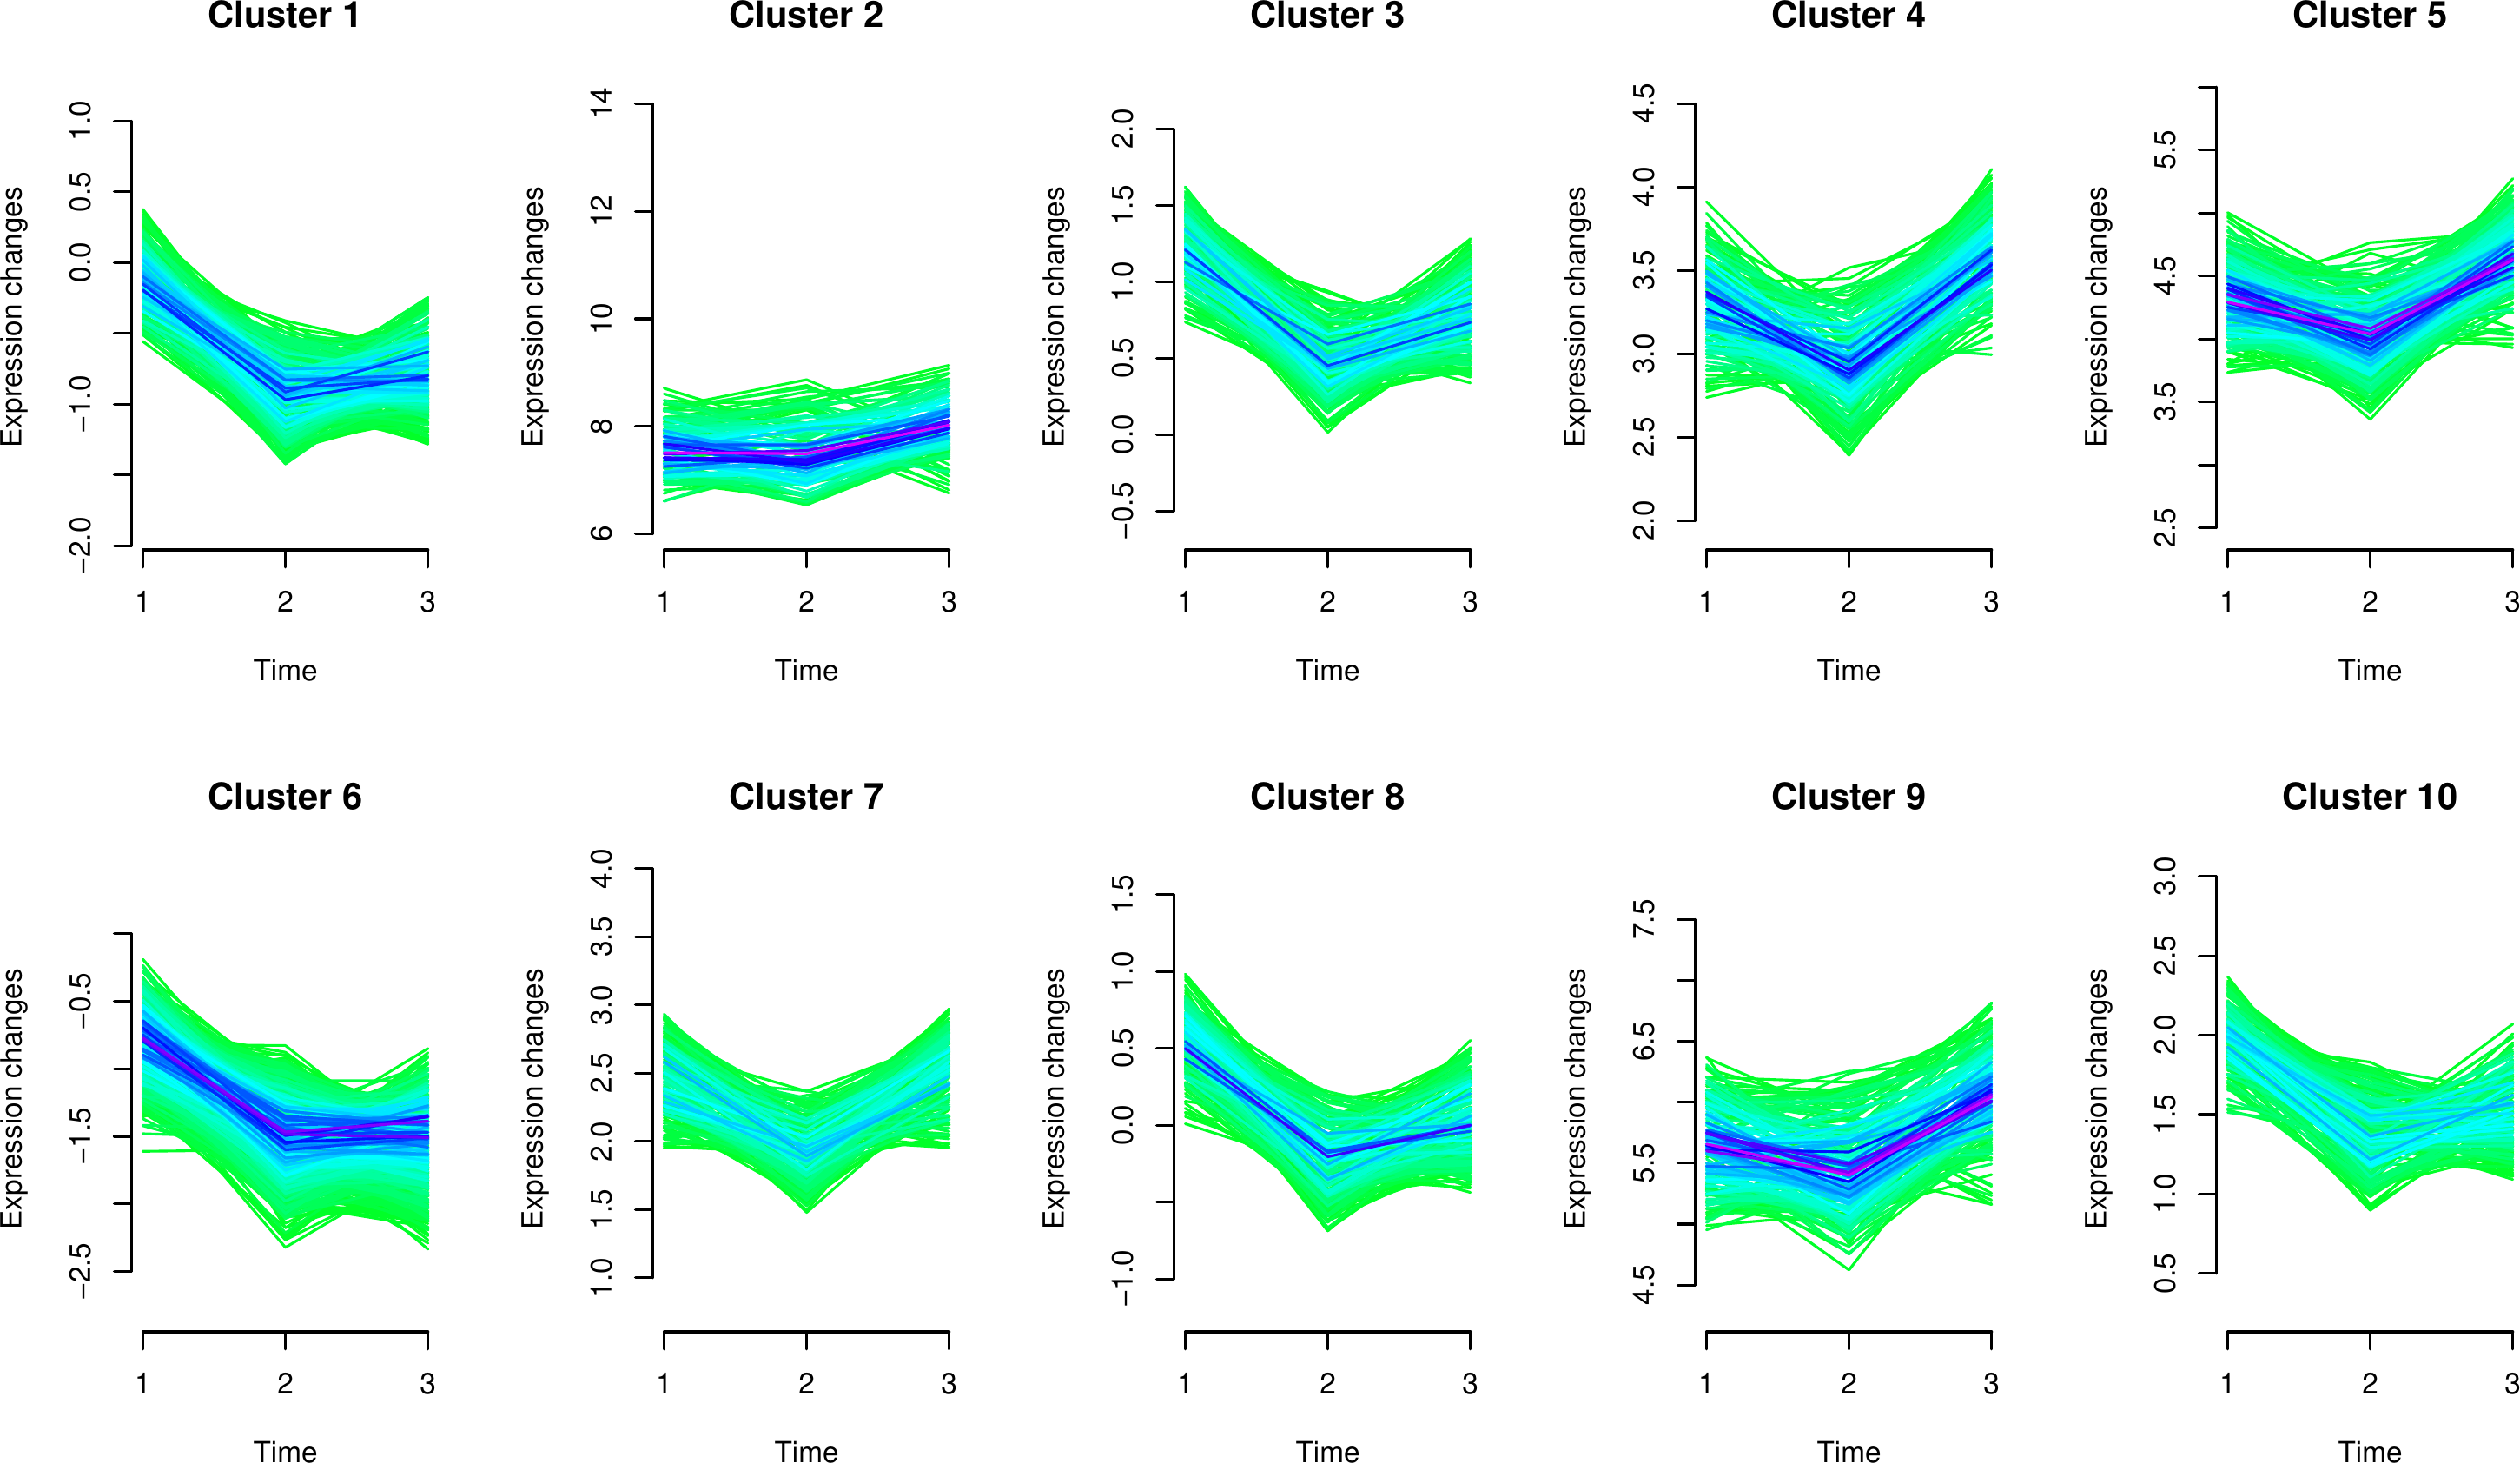 Cluster 1
Expression changes
1.0
0.5
0.0
−1.0
−2.0
1 2 3
Time
Cluster 2
Expression changes
14
12
10
8
6
1 2 3
Time
Cluster 3
Expression changes
2.0
1.5
1.0
0.5
0.0
−0.5
1 2 3
Time
Cluster 4
Expression changes
4.5
4.0
3.5
3.0
2.5
2.0
1 2 3
Time
Cluster 5
Expression changes
5.5
4.5
3.5
2.5
1 2 3
Time
Cluster 6
Expression changes
−0.5
−1.5
−2.5
1 2 3
Time
Cluster 7
Expression changes
4.0
3.5
3.0
2.5
2.0
1.5
1.0
1 2 3
Time
Cluster 8
Expression changes
1.5
1.0
0.5
0.0
−1.0
1 2 3
Time
Cluster 9
Expression changes
7.5
6.5
5.5
4.5
1 2 3
Time
Cluster 10
Expression changes
3.0
2.5
2.0
1.5
1.0
0.5
1 2 3
Time